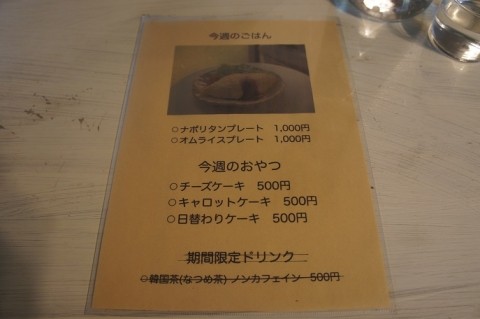 今週のごはん
○ナポリタンプレート　1,000円
○オムライスプレート　1,000円
今週のおやつ
○チーズケーキ　500円
○キャロットケーキ　500円
○日替わりケーキ　500円
期間限定ドリンク
○韓国茶(なつめ茶) ノンカフェイン　500円